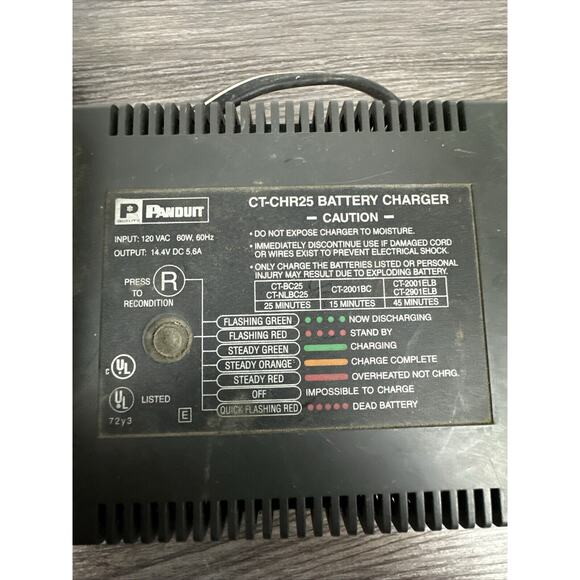 P
PANDUIT
CT-CHR25 BATTERY CHARGER
– CAUTION –
INPUT: 120 VAC 60W, 60Hz
OUTPUT: 14.4V DC 5.6A
• DO NOT EXPOSE CHARGER TO MOISTURE.
• IMMEDIATELY DISCONTINUE USE IF DAMAGED CORD
OR WIRES EXIST TO PREVENT ELECTRICAL SHOCK.
• ONLY CHARGE THE BATTERIES LISTED OR PERSONAL
INJURY MAY RESULT DUE TO EXPLODING BATTERY.
PRESS R
TO
RECONDITION
CT-BC25 CT-2001BC CT-2001ELB
CT-NLBC25 CT-2901ELB
25 MINUTES 15 MINUTES 45 MINUTES
FLASHING GREEN NOW DISCHARGING
FLASHING RED STAND BY
STEADY GREEN CHARGING
STEADY ORANGE CHARGE COMPLETE
STEADY RED OVERHEATED NOT CHRG.
OFF IMPOSSIBLE TO CHARGE
QUICK FLASHING RED DEAD BATTERY
C UL
UL LISTED
72y3 E